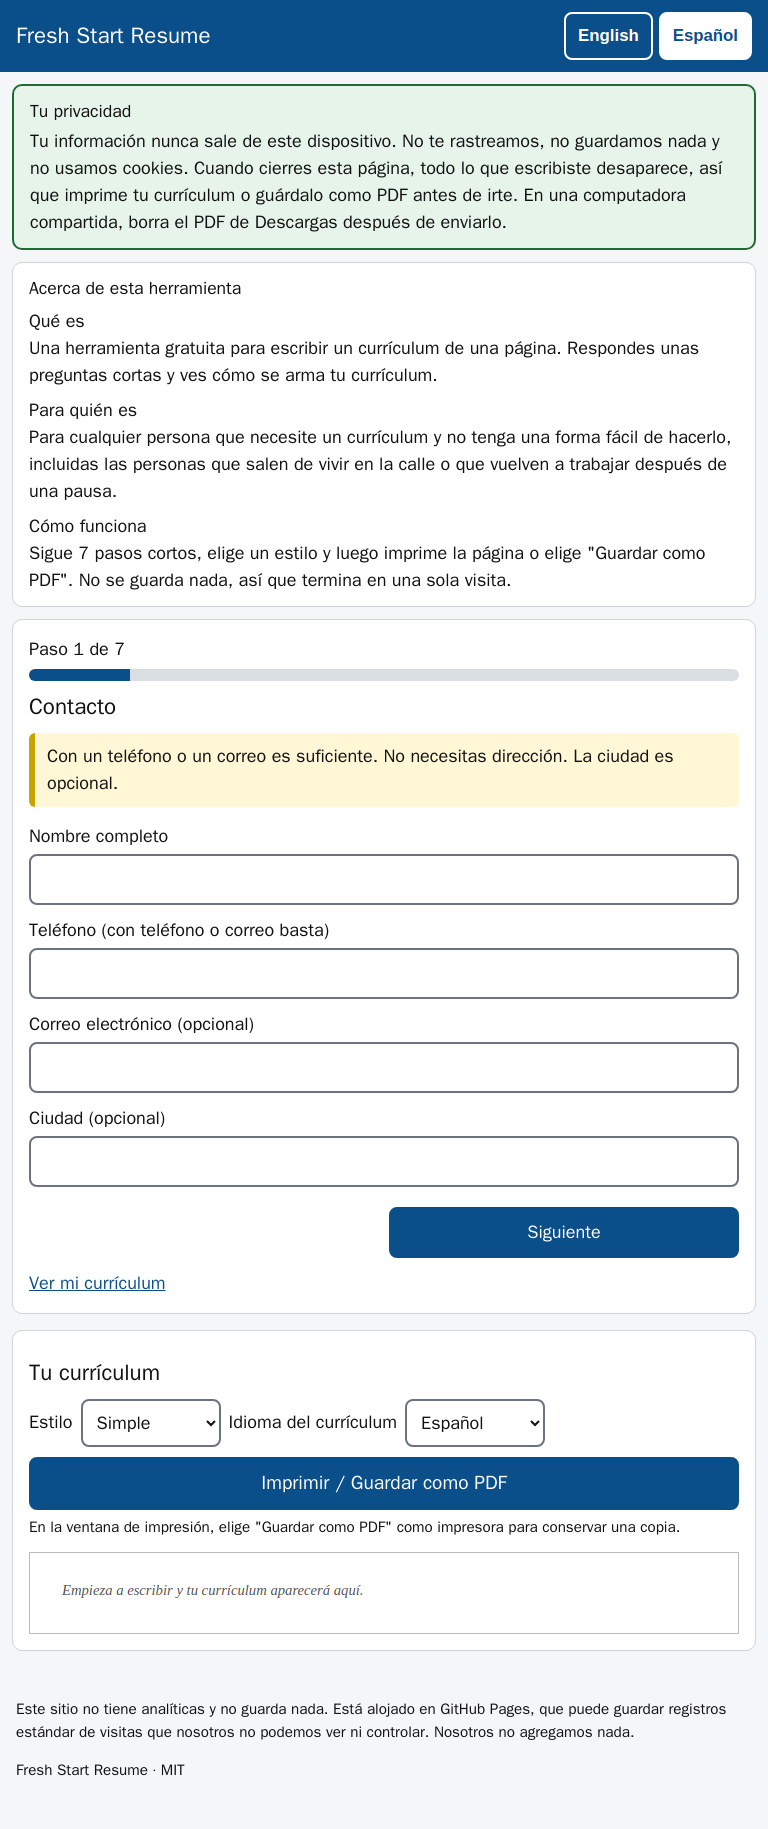 Fresh Start Resume
English
Español
Tu privacidad
Tu información nunca sale de este dispositivo. No te rastreamos, no guardamos nada y
no usamos cookies. Cuando cierres esta página, todo lo que escribiste desaparece, así
que imprime tu currículum o guárdalo como PDF antes de irte. En una computadora
compartida, borra el PDF de Descargas después de enviarlo.
Acerca de esta herramienta
Qué es
Una herramienta gratuita para escribir un currículum de una página. Respondes unas
preguntas cortas y ves cómo se arma tu currículum.
Para quién es
Para cualquier persona que necesite un currículum y no tenga una forma fácil de hacerlo,
incluidas las personas que salen de vivir en la calle o que vuelven a trabajar después de
una pausa.
Cómo funciona
Sigue 7 pasos cortos, elige un estilo y luego imprime la página o elige "Guardar como
PDF". No se guarda nada, así que termina en una sola visita.
Paso 1 de 7
Contacto
Con un teléfono o un correo es suficiente. No necesitas dirección. La ciudad es
opcional.
Nombre completo
Teléfono (con teléfono o correo basta)
Correo electrónico (opcional)
Ciudad (opcional)
Siguiente
Ver mi currículum
Tu currículum
Estilo Simple Idioma del currículum Español
Imprimir / Guardar como PDF
En la ventana de impresión, elige "Guardar como PDF" como impresora para conservar una copia.
Empieza a escribir y tu currículum aparecerá aquí.
Este sitio no tiene analíticas y no guarda nada. Está alojado en GitHub Pages, que puede guardar registros
estándar de visitas que nosotros no podemos ver ni controlar. Nosotros no agregamos nada.
Fresh Start Resume · MIT